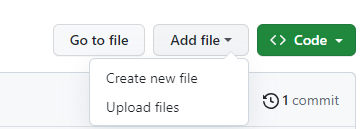 Go to file Add file <> Code
Create new file
Upload files
1 commit